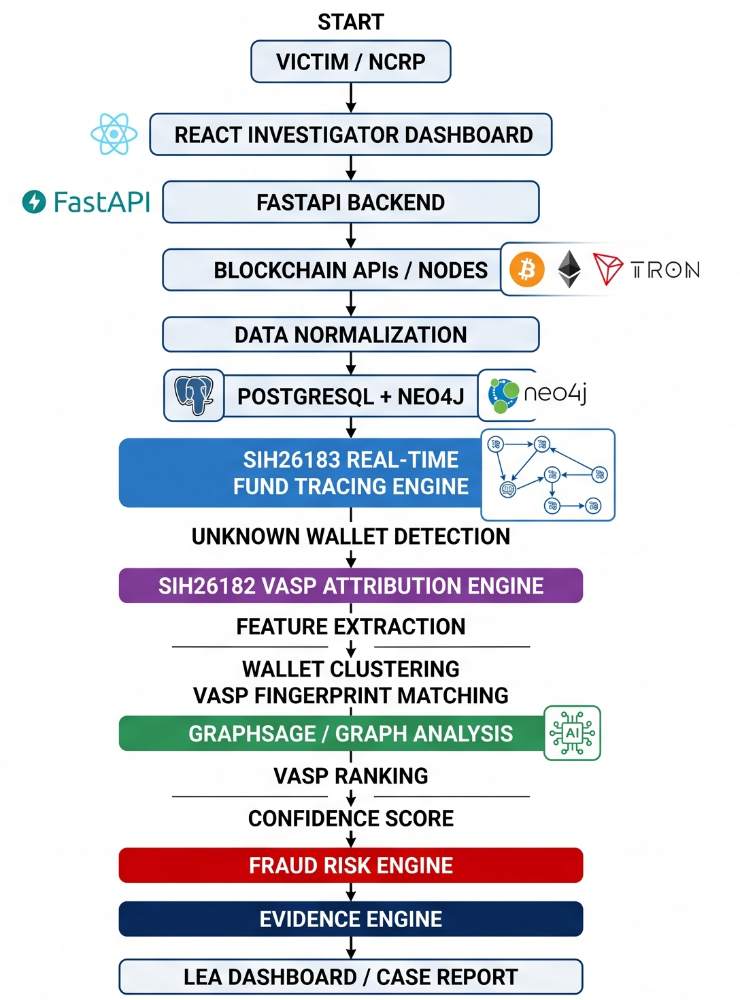 START
VICTIM / NCRP
REACT INVESTIGATOR DASHBOARD
FastAPI
FASTAPI BACKEND
BLOCKCHAIN APIs / NODES
TRON
DATA NORMALIZATION
POSTGRESQL + NEO4J
neo4j
SIH26183 REAL-TIME
FUND TRACING ENGINE
UNKNOWN WALLET DETECTION
SIH26182 VASP ATTRIBUTION ENGINE
FEATURE EXTRACTION
WALLET CLUSTERING
VASP FINGERPRINT MATCHING
GRAPHSAGE / GRAPH ANALYSIS
AI
VASP RANKING
CONFIDENCE SCORE
FRAUD RISK ENGINE
EVIDENCE ENGINE
LEA DASHBOARD / CASE REPORT